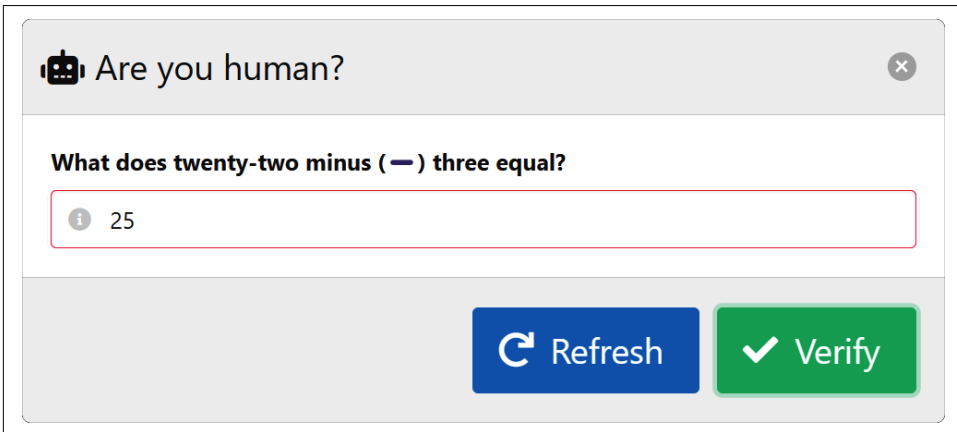 Are you human?
What does twenty-two minus (—) three equal?
25
Refresh
Verify